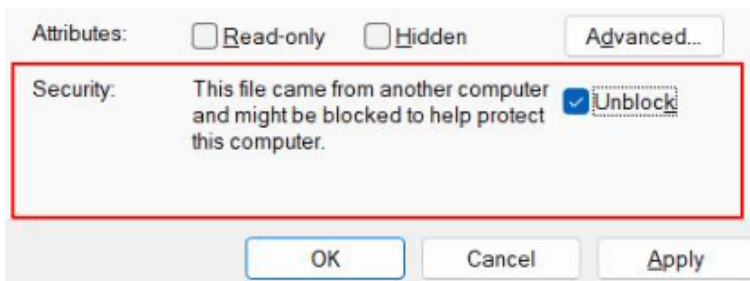 Attributes: Read-only Hidden Advanced...
Security: This file came from another computer Unblock
and might be blocked to help protect
this computer.
OK Cancel Apply